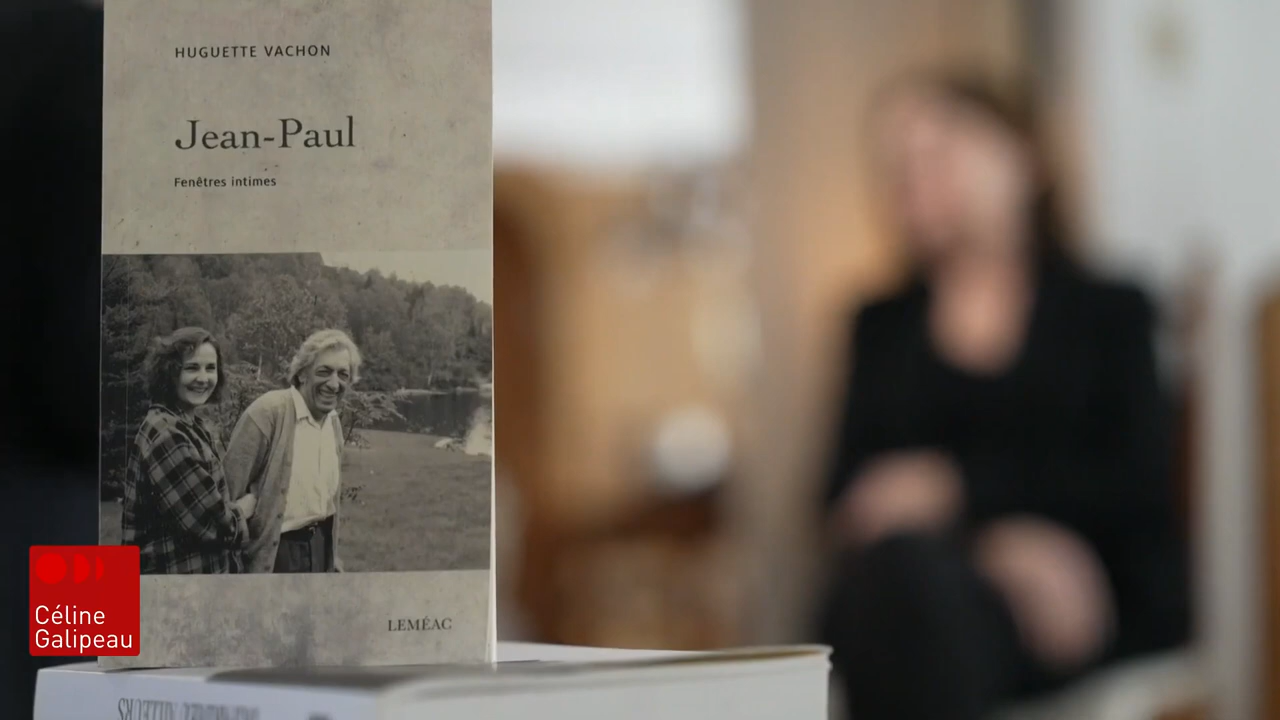 HUGUETTE VACHON
Jean-Paul
Fenêtres intimes
LEMÉAC
Céline
Galipeau